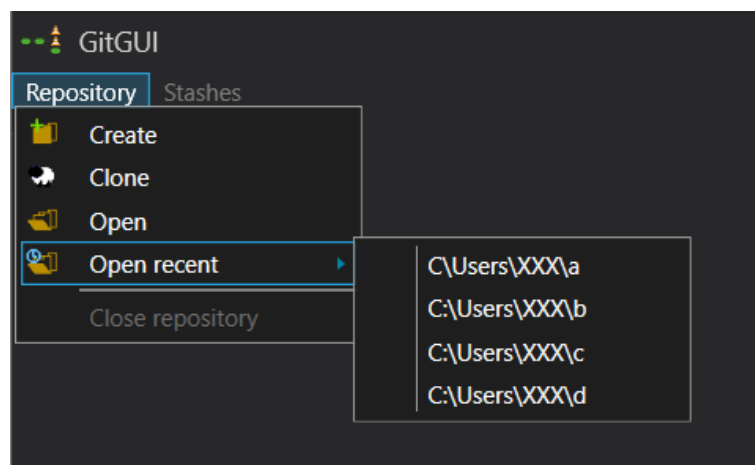 GitGUI
Repository Stashes
Create
Clone
Open
Open recent
Close repository
C\Users\XXX\a
C:\Users\XXX\b
C:\Users\XXX\c
C:\Users\XXX\d